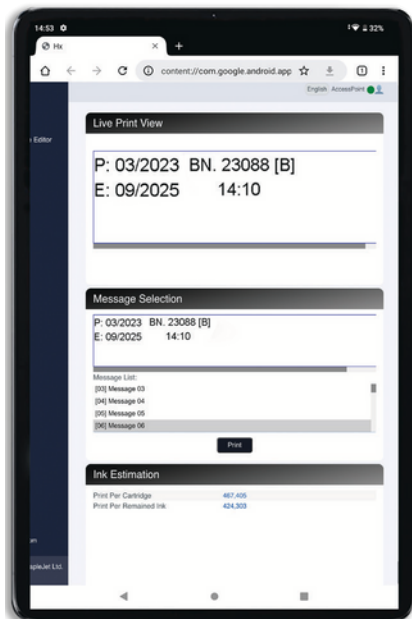 14:53
32%
Hx
content://com.google.android.app
English AccessPoint
Editor
Live Print View
P: 03/2023 BN. 23088 [B]
E: 09/2025 14:10
Message Selection
P: 03/2023 BN. 23088 [B]
E: 09/2025 14:10
Message List:
[03] Message 03
[04] Message 04
[05] Message 05
[06] Message 06
Print
Ink Estimation
Print Per Cartridge 467,405
Print Per Remained Ink 424,303
apleJet Ltd.